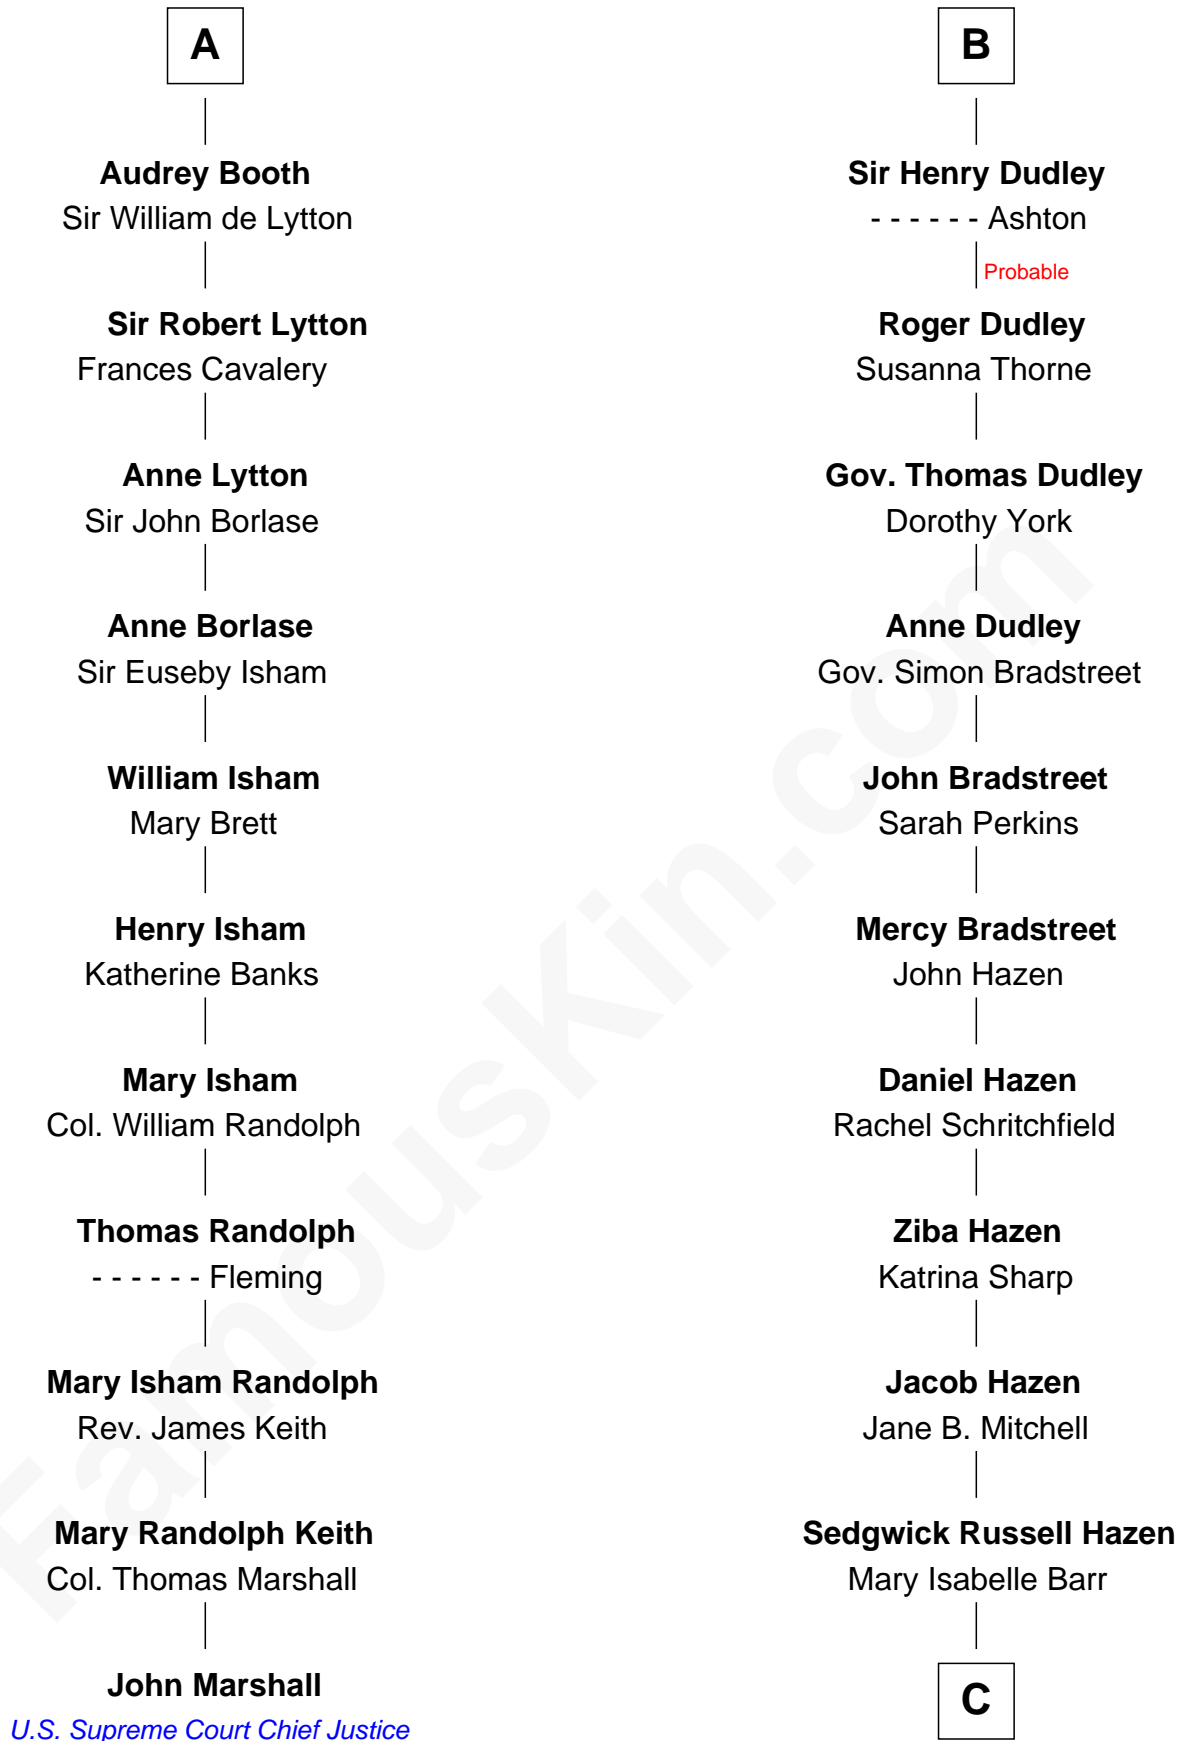 A
Audrey Booth
Sir William de Lytton
Sir Robert Lytton
Frances Cavalery
Anne Lytton
Sir John Borlase
Anne Borlase
Sir Euseby Isham
William Isham
Mary Brett
Henry Isham
Katherine Banks
Mary Isham
Col. William Randolph
Thomas Randolph
- - - - - - Fleming
Mary Isham Randolph
Rev. James Keith
Mary Randolph Keith
Col. Thomas Marshall
John Marshall
U.S. Supreme Court Chief Justice
B
Sir Henry Dudley
- - - - - - Ashton
Probable
Roger Dudley
Susanna Thorne
Gov. Thomas Dudley
Dorothy York
Anne Dudley
Gov. Simon Bradstreet
John Bradstreet
Sarah Perkins
Mercy Bradstreet
John Hazen
Daniel Hazen
Rachel Schritchfield
Ziba Hazen
Katrina Sharp
Jacob Hazen
Jane B. Mitchell
Sedgwick Russell Hazen
Mary Isabelle Barr
C
FamousKin.com